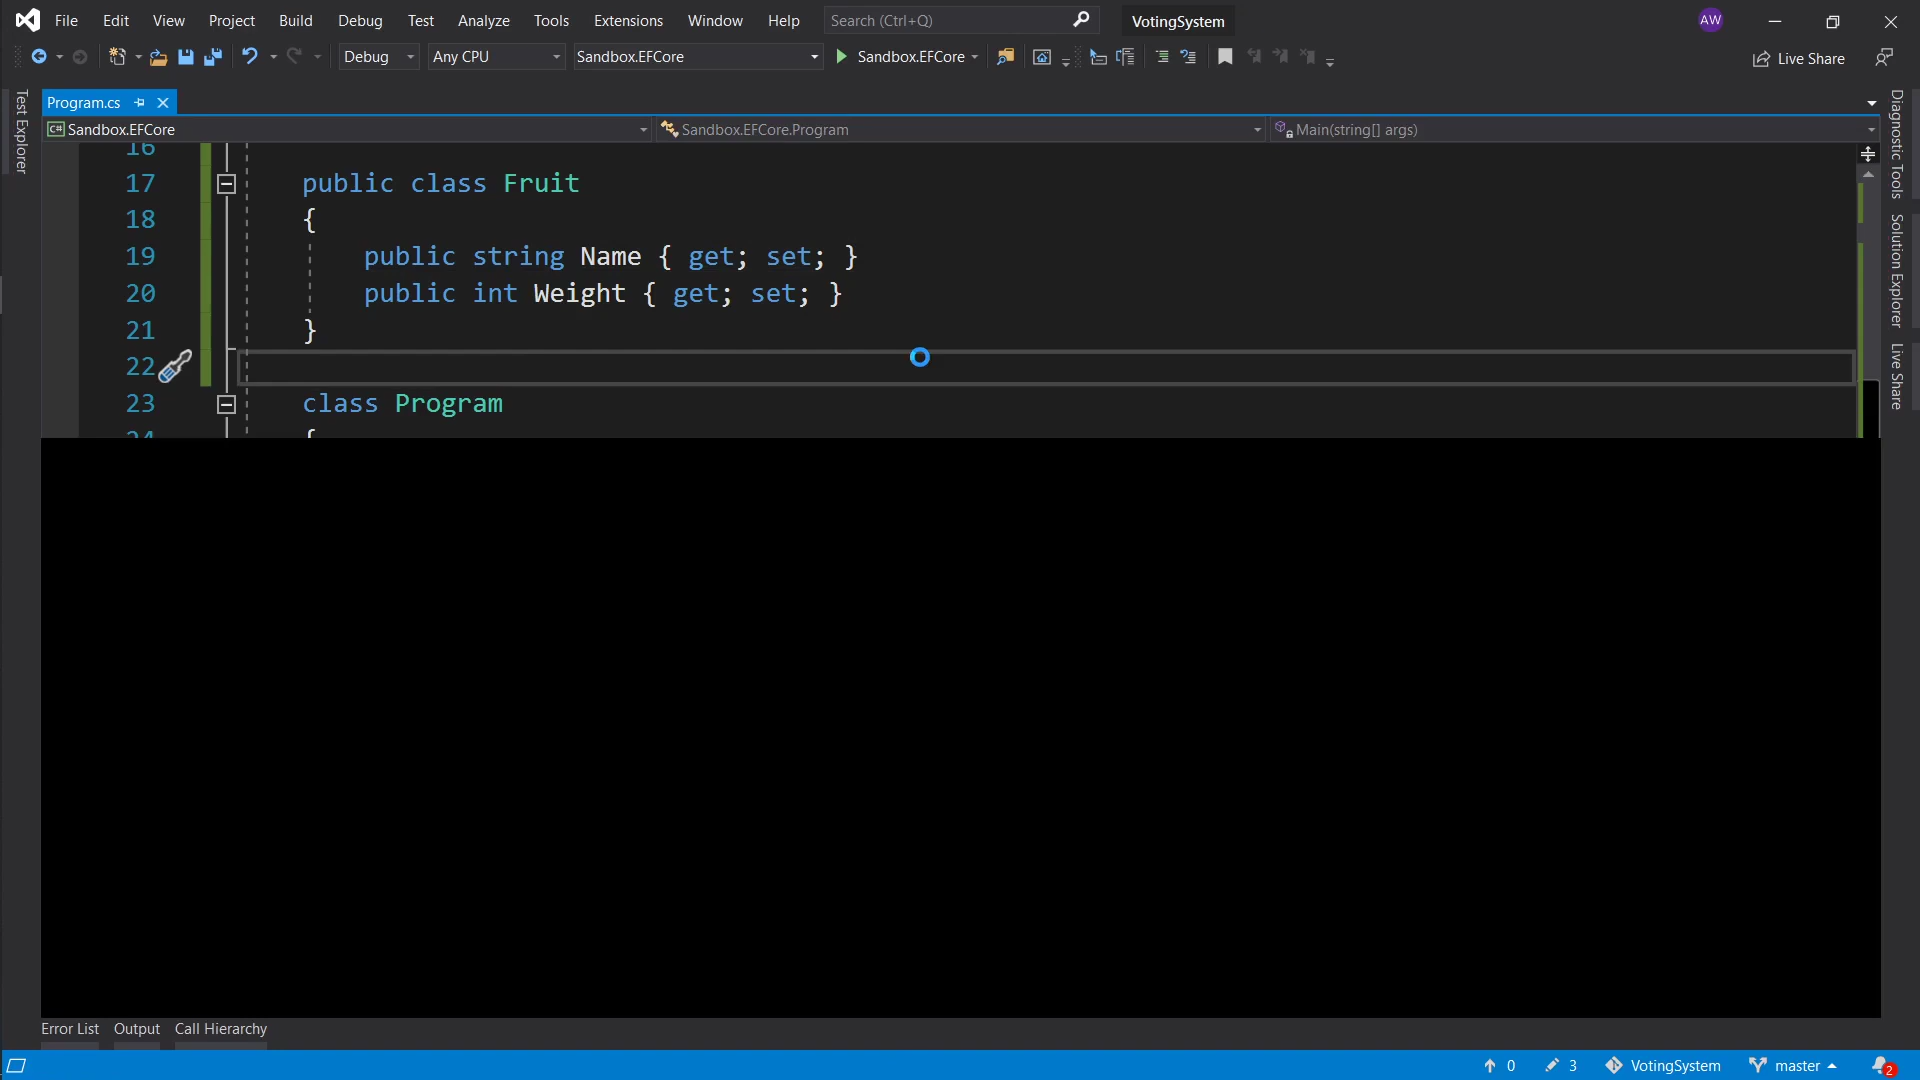 File Edit View Project Build Debug Test Analyze Tools Extensions Window Help Search (Ctrl+Q) VotingSystem AW
Debug Any CPU Sandbox.EFCore Sandbox.EFCore Live Share
Test Explorer
Program.cs
Sandbox.EFCore Sandbox.EFCore.Program Main(string[] args)
16
17 public class Fruit
18 {
19 public string Name { get; set; }
20 public int Weight { get; set; }
21 }
22
23 class Program
24 {
Diagnostic Tools
Solution Explorer
Live Share
Error List Output Call Hierarchy
0 3 VotingSystem master 2